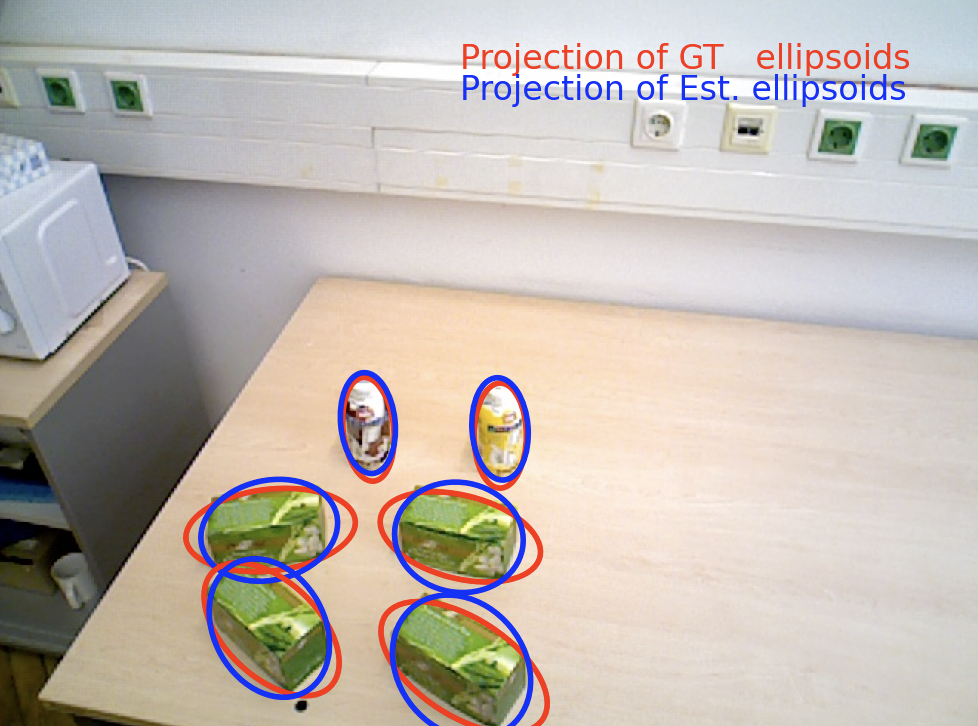 Projection of GT ellipsoids
Projection of Est. ellipsoids